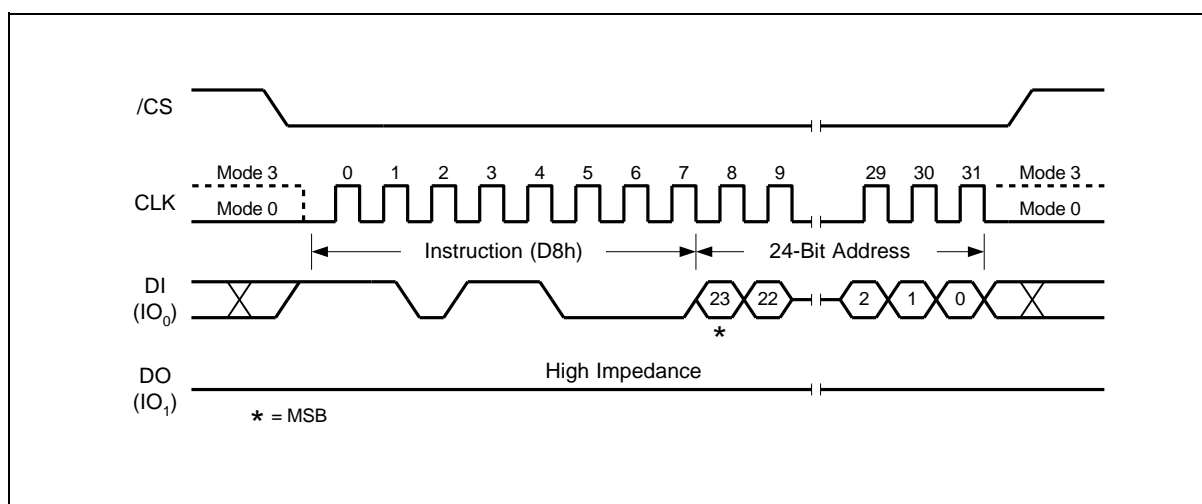 /CS
Mode 3
0 1 2 3 4 5 6 7 8 9 29 30 31
Mode 3
CLK
Mode 0
Mode 0
Instruction (D8h)
24-Bit Address
DI
(IO0)
23 22 2 1 0
*
High Impedance
DO
(IO1)
* = MSB